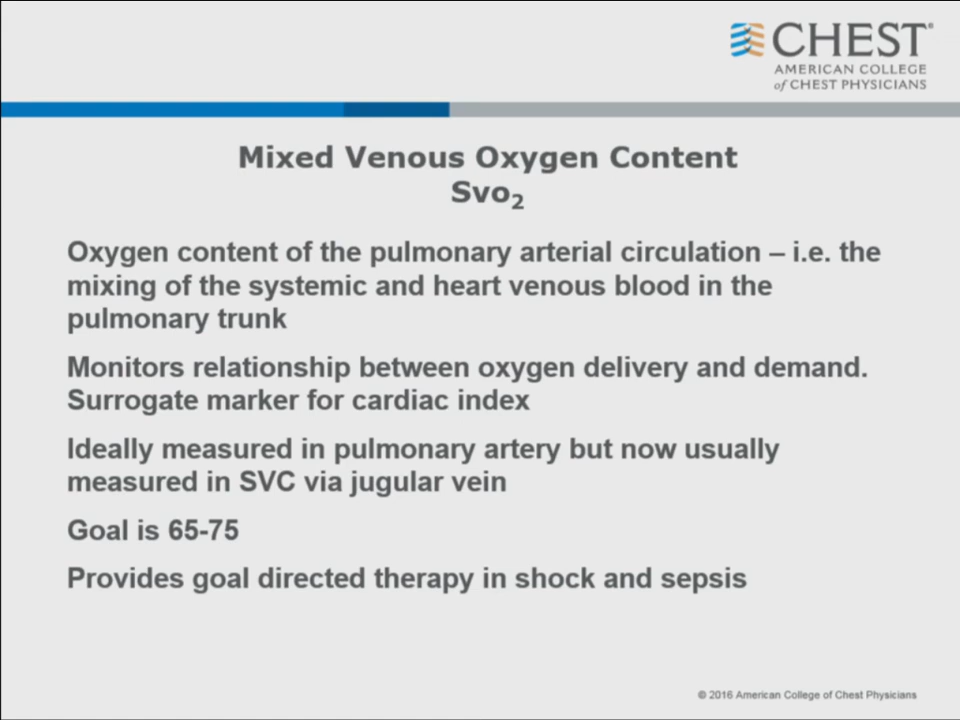 CHEST®
AMERICAN COLLEGE
of CHEST PHYSICIANS
Mixed Venous Oxygen Content
Svo₂
Oxygen content of the pulmonary arterial circulation – i.e. the
mixing of the systemic and heart venous blood in the
pulmonary trunk
Monitors relationship between oxygen delivery and demand.
Surrogate marker for cardiac index
Ideally measured in pulmonary artery but now usually
measured in SVC via jugular vein
Goal is 65-75
Provides goal directed therapy in shock and sepsis
© 2016 American College of Chest Physicians